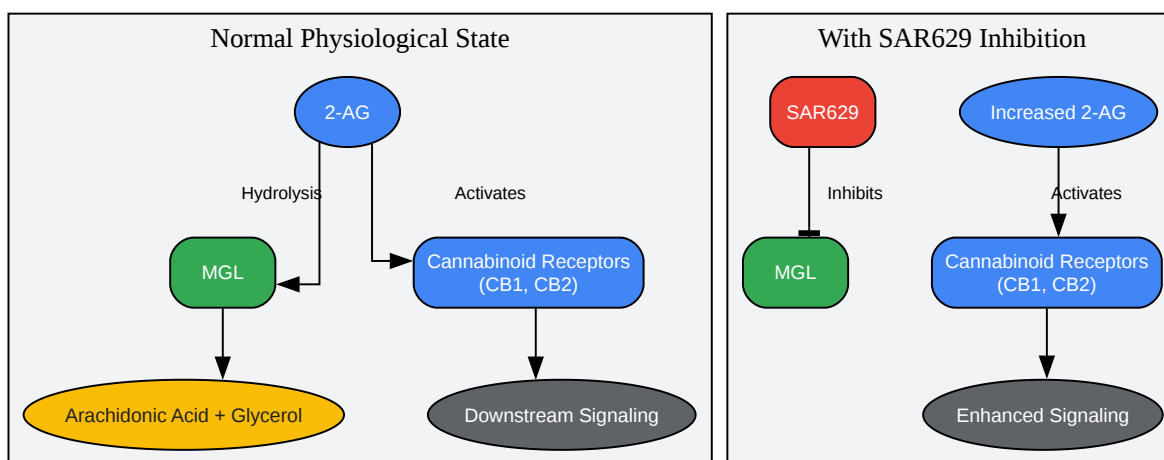 Normal Physiological State
2-AG
Hydrolysis
Activates
MGL
Cannabinoid Receptors
(CB1, CB2)
Arachidonic Acid + Glycerol
Downstream Signaling
With SAR629 Inhibition
SAR629
Increased 2-AG
Inhibits
Activates
MGL
Cannabinoid Receptors
(CB1, CB2)
Enhanced Signaling